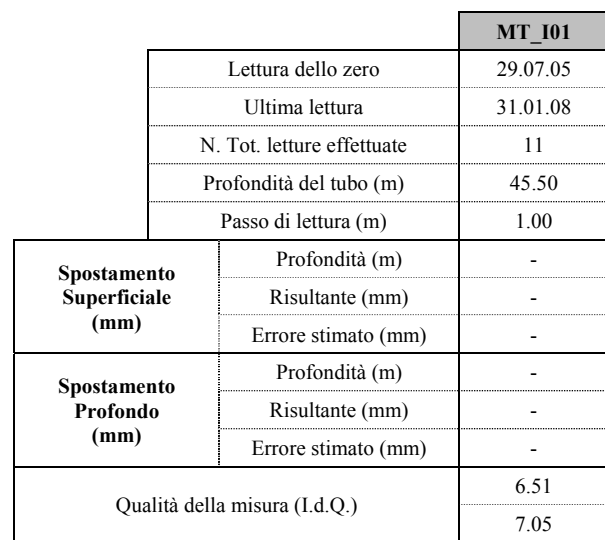 MT_I01
Lettura dello zero 29.07.05
Ultima lettura 31.01.08
N. Tot. letture effettuate 11
Profondità del tubo (m) 45.50
Passo di lettura (m) 1.00
Spostamento
Superficiale
(mm)
Profondità (m) -
Risultante (mm) -
Errore stimato (mm) -
Spostamento
Profondo
(mm)
Profondità (m) -
Risultante (mm) -
Errore stimato (mm) -
Qualità della misura (I.d.Q.)
6.51
7.05